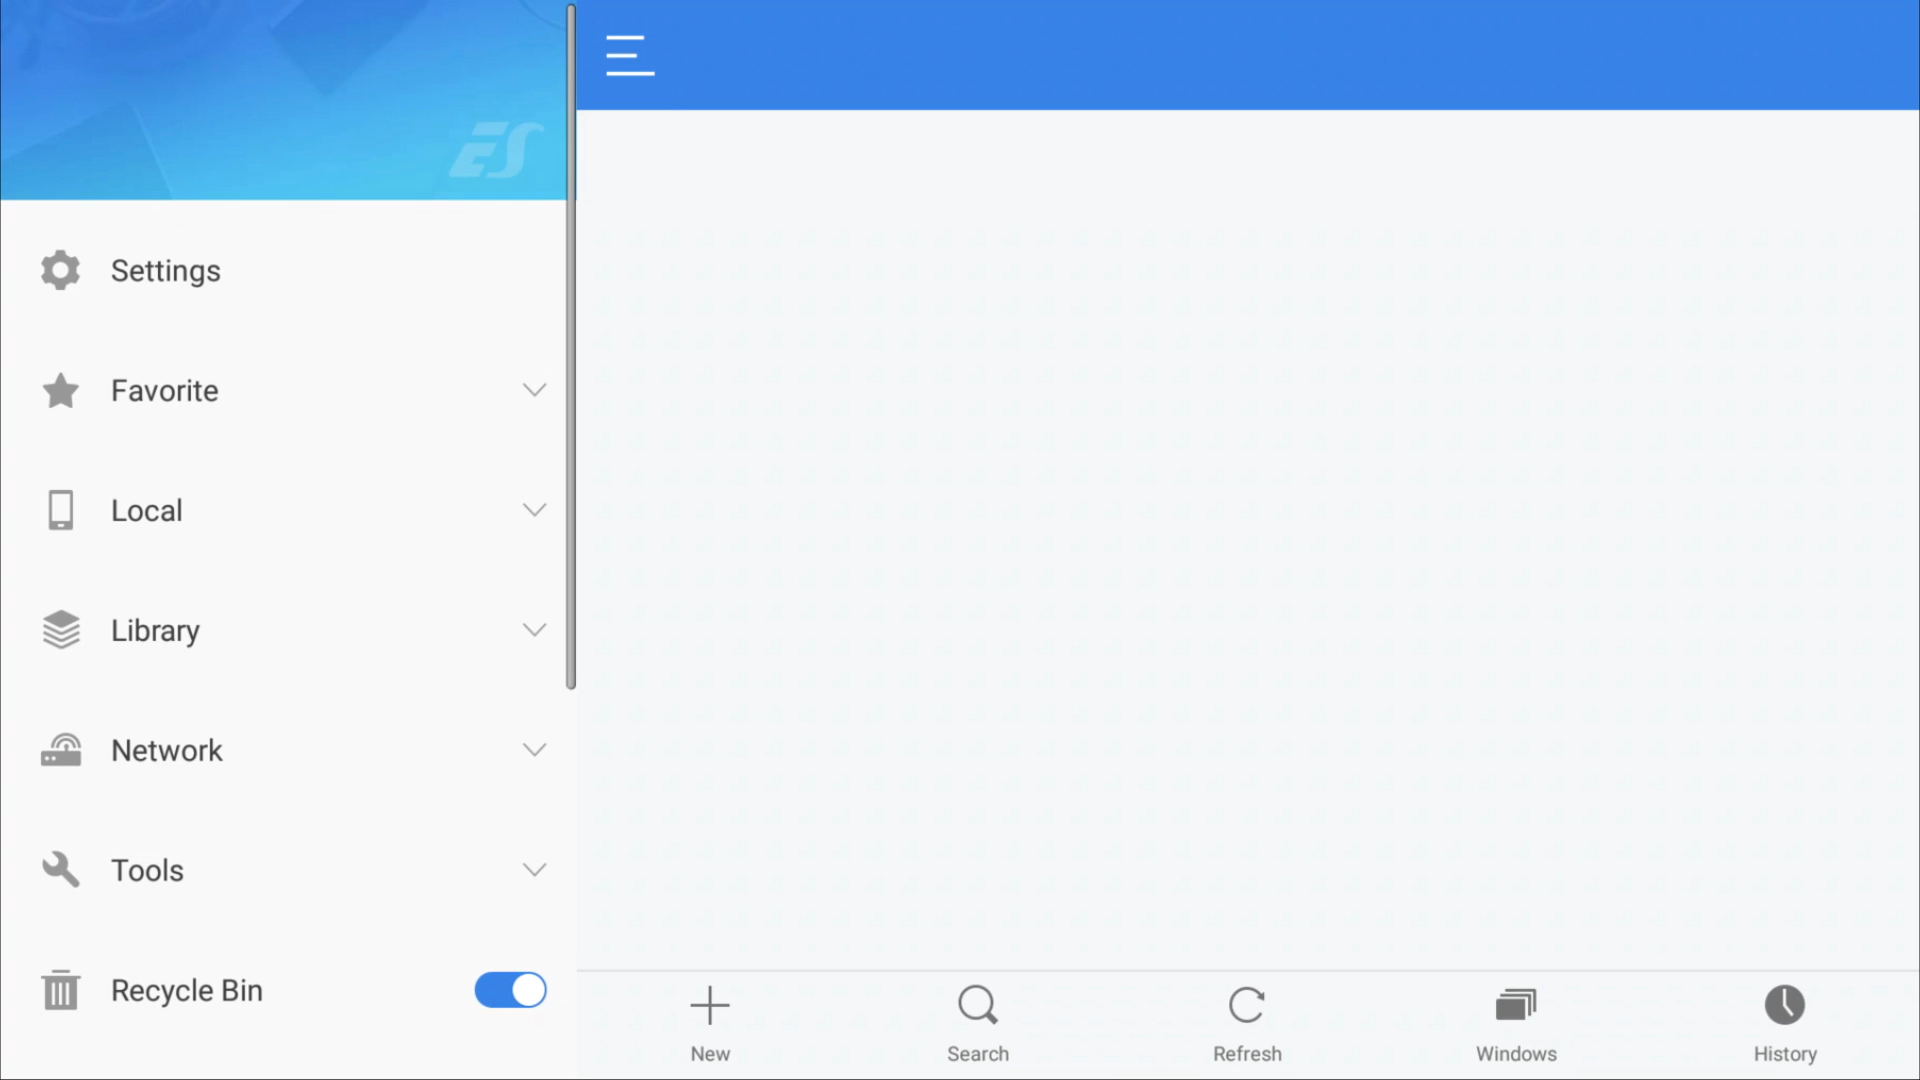 ES
Settings
Favorite
Local
Library
Network
Tools
Recycle Bin
New
Search
Refresh
Windows
History